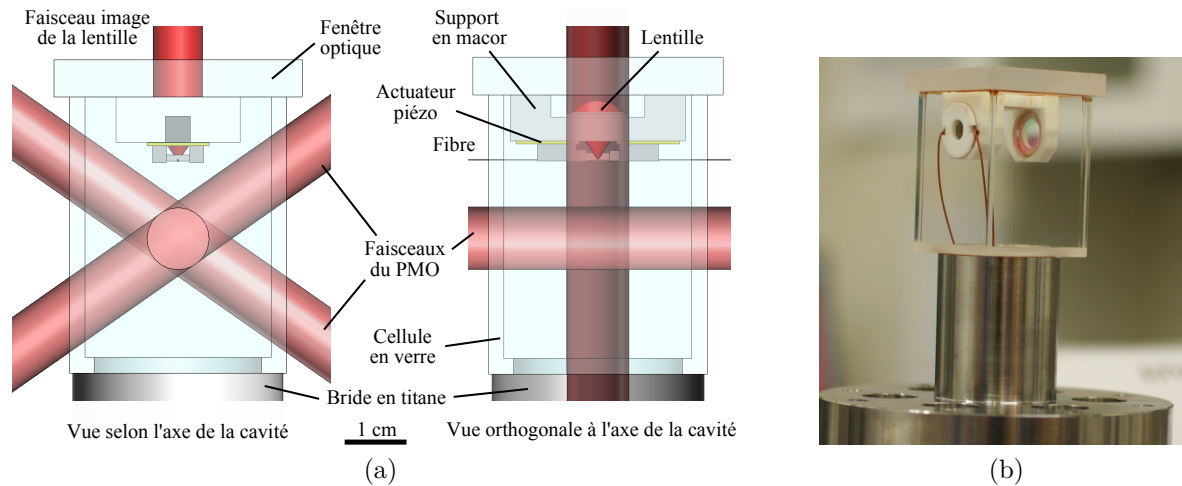 Faisceau image
de la lentille
Fenêtre
optique
Support
en macor
Lentille
Actuateur
piézo
Fibre
Faisceaux
du PMO
Cellule
en verre
Bride en titane
Vue selon l'axe de la cavité
1 cm
Vue orthogonale à l'axe de la cavité
(a)
(b)